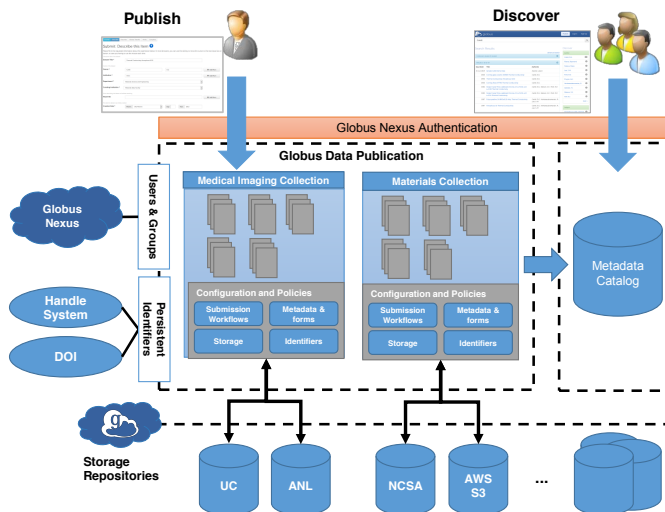 Publish
Discover
Globus Nexus Authentication
Globus Data Publication
Medical Imaging Collection
Materials Collection
Users & Groups
Globus
Nexus
Persistent
Identifiers
Handle
System
DOI
Configuration and Policies
Submission
Workflows
Metadata &
forms
Storage
Identifiers
Configuration and Policies
Submission
Workflows
Metadata &
forms
Storage
Identifiers
Metadata
Catalog
g
Storage
Repositories
UC
ANL
NCSA
AWS
S3
...